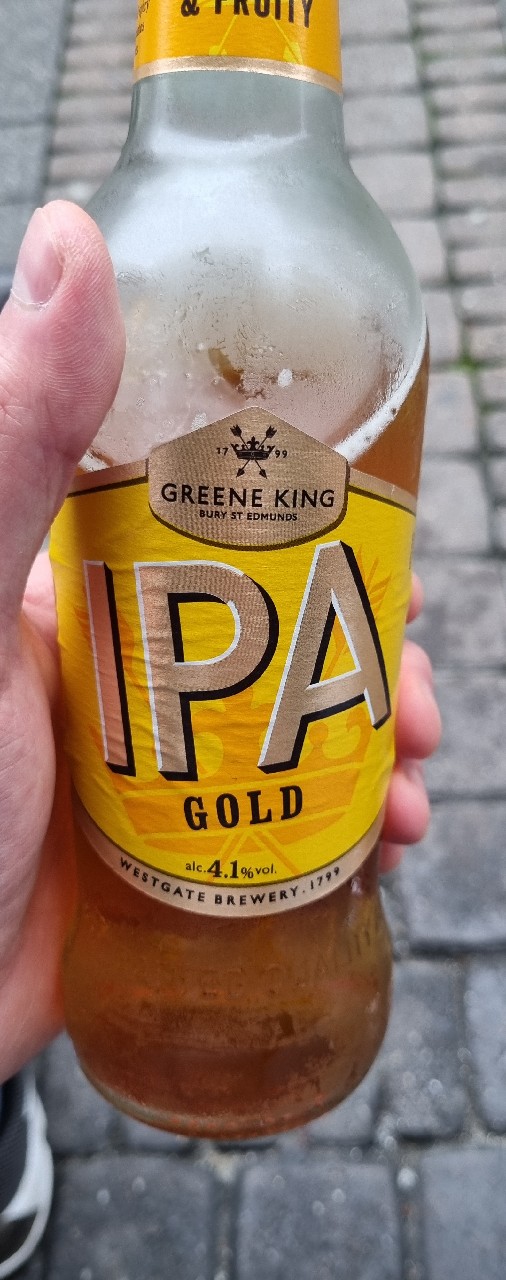 & FRUITY
17 99
GREENE KING
BURY ST EDMUNDS
IPA
GOLD
alc. 4.1% vol.
WESTGATE BREWERY. 1799